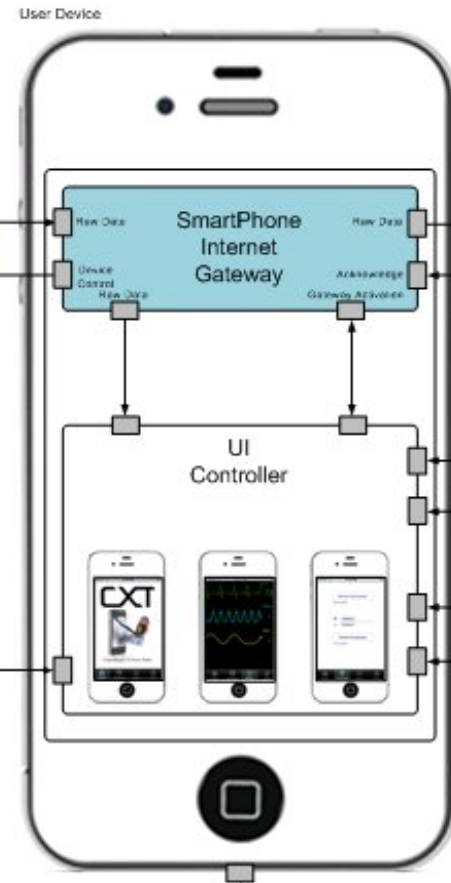 User Device
Raw Data
SmartPhone
Internet
Gateway
Raw Data
Device
Control
Acknowledge
Raw Data
Gateway Activation
UI
Controller
CXT